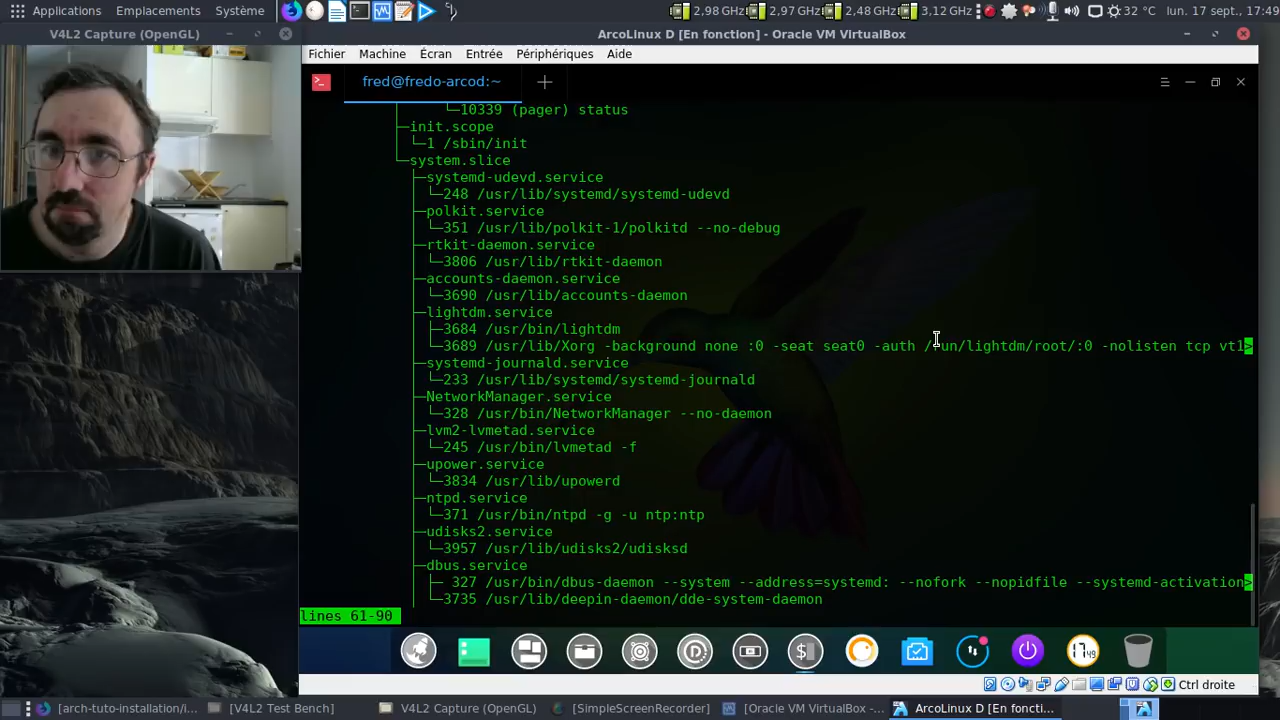 Applications Emplacements Système 2,98 GHz 2,97 GHz 2,48 GHz 3,12 GHz 32 °C lun. 17 sept., 17:49
V4L2 Capture (OpenGL)
ArcoLinux D [En fonction] - Oracle VM VirtualBox
Fichier Machine Écran Entrée Périphériques Aide
fred@fredo-arcod:~
└─10339 (pager) status
├─init.scope
│ └─1 /sbin/init
└─system.slice
├─systemd-udevd.service
│ └─248 /usr/lib/systemd/systemd-udevd
├─polkit.service
│ └─351 /usr/lib/polkit-1/polkitd --no-debug
├─rtkit-daemon.service
│ └─3806 /usr/lib/rtkit-daemon
├─accounts-daemon.service
│ └─3690 /usr/lib/accounts-daemon
├─lightdm.service
│ ├─3684 /usr/bin/lightdm
│ └─3689 /usr/lib/Xorg -background none :0 -seat seat0 -auth /run/lightdm/root/:0 -nolisten tcp vt1>
├─systemd-journald.service
│ └─233 /usr/lib/systemd/systemd-journald
├─NetworkManager.service
│ └─328 /usr/bin/NetworkManager --no-daemon
├─lvm2-lvmetad.service
│ └─245 /usr/bin/lvmetad -f
├─upower.service
│ └─3834 /usr/lib/upowerd
├─ntpd.service
│ └─371 /usr/bin/ntpd -g -u ntp:ntp
├─udisks2.service
│ └─3957 /usr/lib/udisks2/udisksd
├─dbus.service
│ ├─ 327 /usr/bin/dbus-daemon --system --address=systemd: --nofork --nopidfile --systemd-activation>
│ └─3735 /usr/lib/deepin-daemon/dde-system-daemon
lines 61-90
17 49
Ctrl droite
[arch-tuto-installation/i... [V4L2 Test Bench] V4L2 Capture (OpenGL) [SimpleScreenRecorder] [Oracle VM VirtualBox -... ArcoLinux D [En foncti...